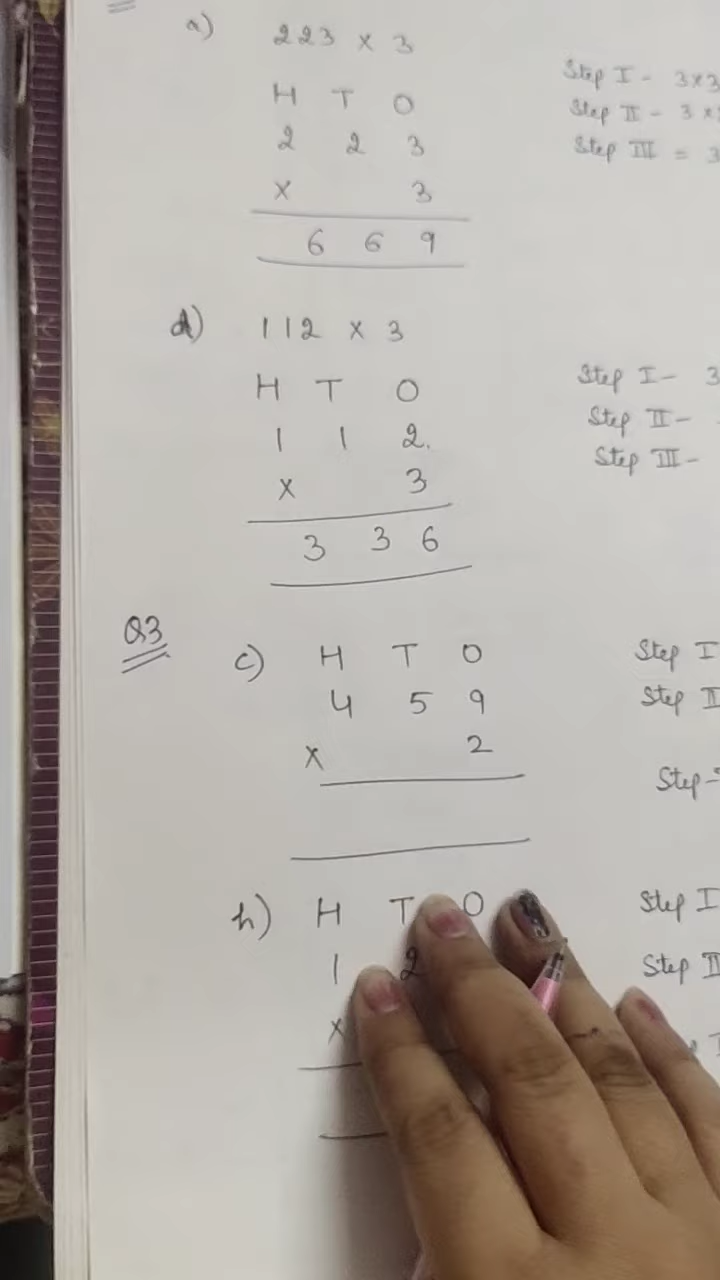 a) 223 x 3
H T O
2 2 3
x 3
6 6 9
Step I - 3x3
Step II - 3x
Step III = 3
d) 112 x 3
H T O
1 1 2.
x 3
3 3 6
Step I - 3
Step II -
Step III -
Q3
c) H T O
4 5 9
x 2
Step I
Step II
Step
h) H T O
1 2
x
Step I
Step II